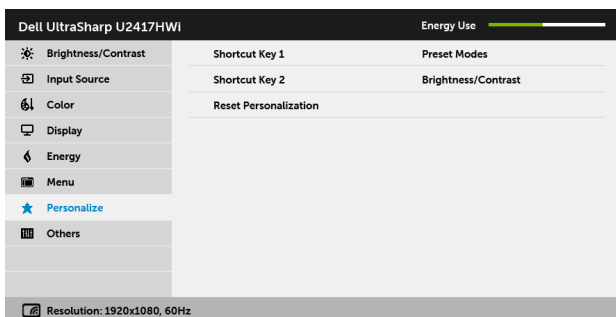 Dell UltraSharp U2417HWi
Energy Use
Brightness/Contrast
Shortcut Key 1 Preset Modes
Input Source
Shortcut Key 2 Brightness/Contrast
Color
Reset Personalization
Display
Energy
Menu
Personalize
Others
Resolution: 1920x1080, 60Hz